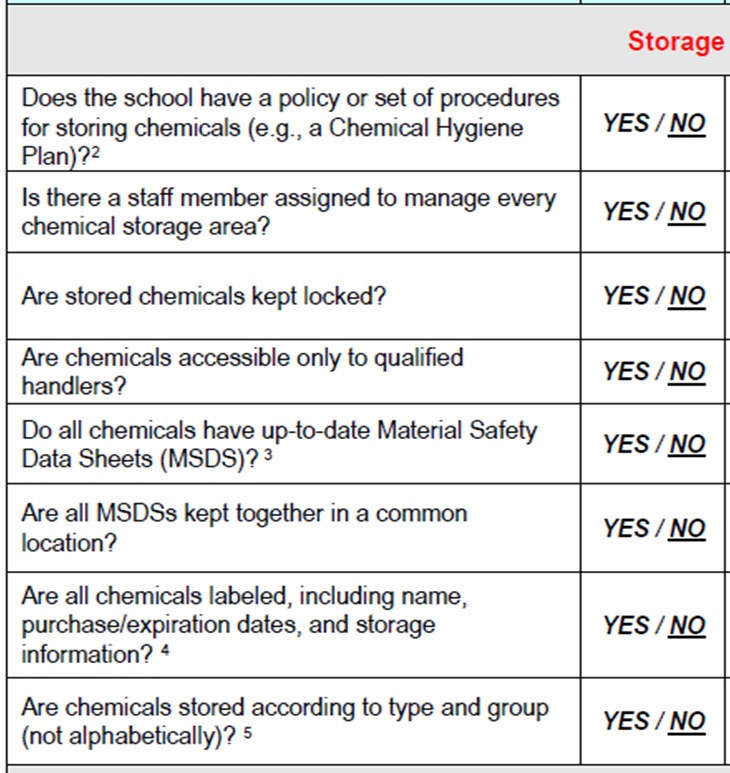 Storage
Does the school have a policy or set of procedures
for storing chemicals (e.g., a Chemical Hygiene
Plan)?²
YES / NO
Is there a staff member assigned to manage every
chemical storage area?
YES / NO
Are stored chemicals kept locked?
YES / NO
Are chemicals accessible only to qualified
handlers?
YES / NO
Do all chemicals have up-to-date Material Safety
Data Sheets (MSDS)? ³
YES / NO
Are all MSDSs kept together in a common
location?
YES / NO
Are all chemicals labeled, including name,
purchase/expiration dates, and storage
information? ⁴
YES / NO
Are chemicals stored according to type and group
(not alphabetically)? ⁵
YES / NO